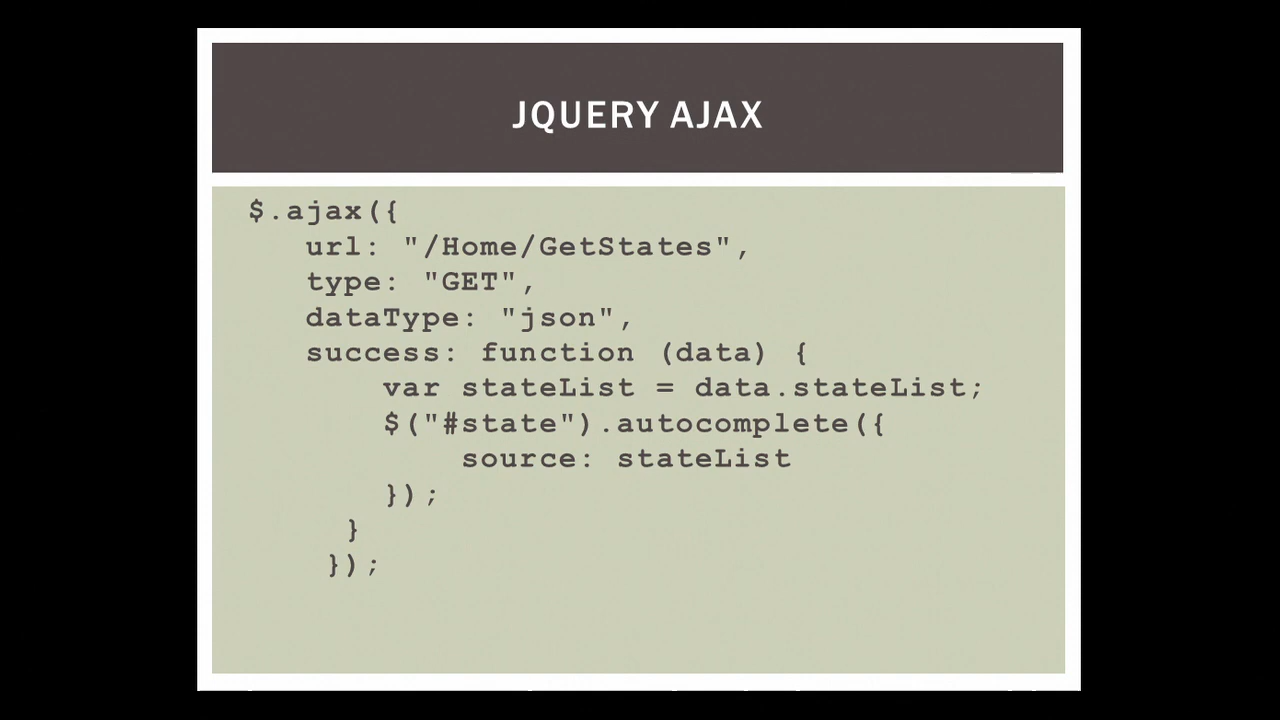 JQUERY AJAX
$.ajax({
url: "/Home/GetStates",
type: "GET",
dataType: "json",
success: function (data) {
var stateList = data.stateList;
$("#state").autocomplete({
source: stateList
});
}
});